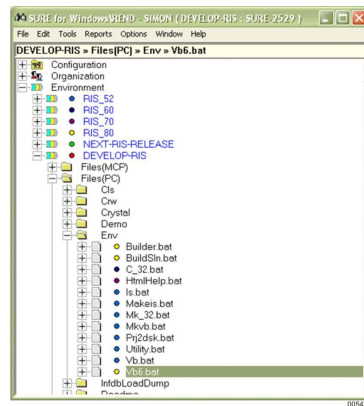 SURE for Windows\REND - SIMON ( DEVELOP-RIS : SURE-2529 )
File Edit Tools Reports Options Window Help
DEVELOP-RIS » Files(PC) » Env » Vb6.bat
Configuration
Organization
Environment
RIS_52
RIS_60
RIS_70
RIS_80
NEXT-RIS-RELEASE
DEVELOP-RIS
Files(MCP)
Files(PC)
Cls
Crw
Crystal
Demo
Env
Builder.bat
BuildSln.bat
C_32.bat
HtmlHelp.bat
Is.bat
Makeis.bat
Mk_32.bat
Mkvb.bat
Prj2dsk.bat
Utility.bat
Vb.bat
Vb6.bat
InfdbLoadDump